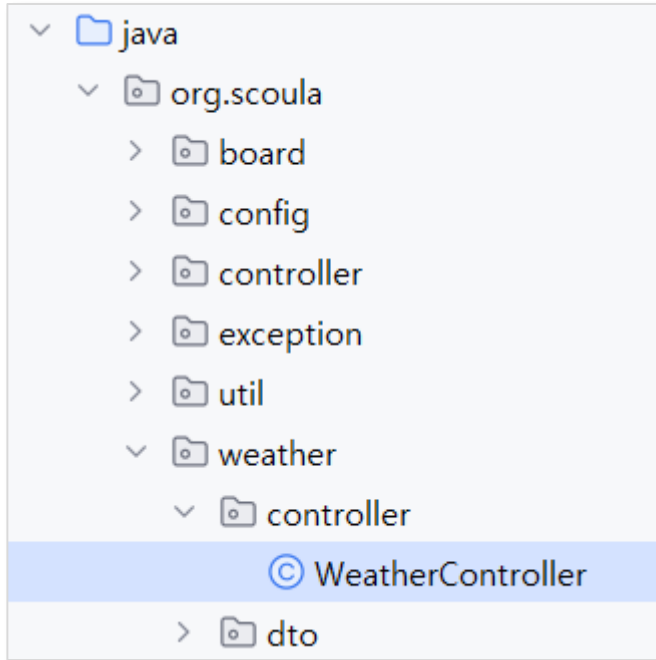 java
org.scoula
board
config
controller
exception
util
weather
controller
WeatherController
dto